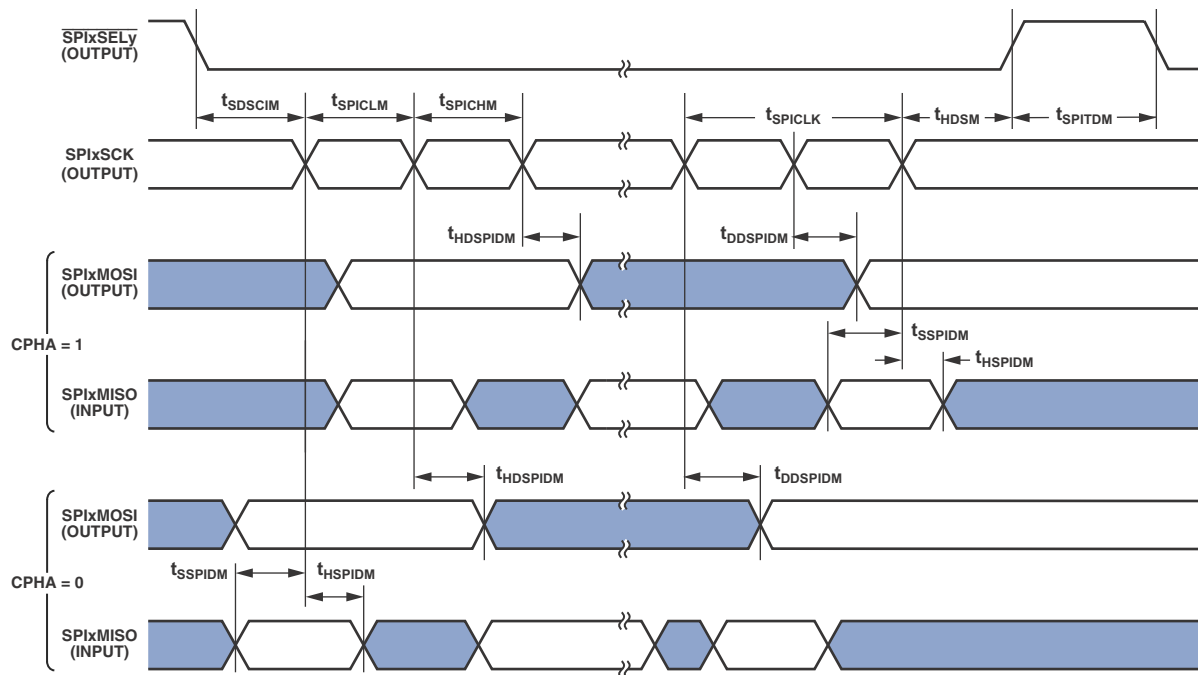 SPIxSELy
(OUTPUT)
tSDSCIM tSPICLM tSPICHM tSPICLK tHDSM tSPITDM
SPIxSCK
(OUTPUT)
tHDSPIDM tDDSPIDM
SPIxMOSI
(OUTPUT)
tSSPIDM
CPHA = 1
tHSPIDM
SPIxMISO
(INPUT)
tHDSPIDM tDDSPIDM
SPIxMOSI
(OUTPUT)
tSSPIDM tHSPIDM
CPHA = 0
SPIxMISO
(INPUT)